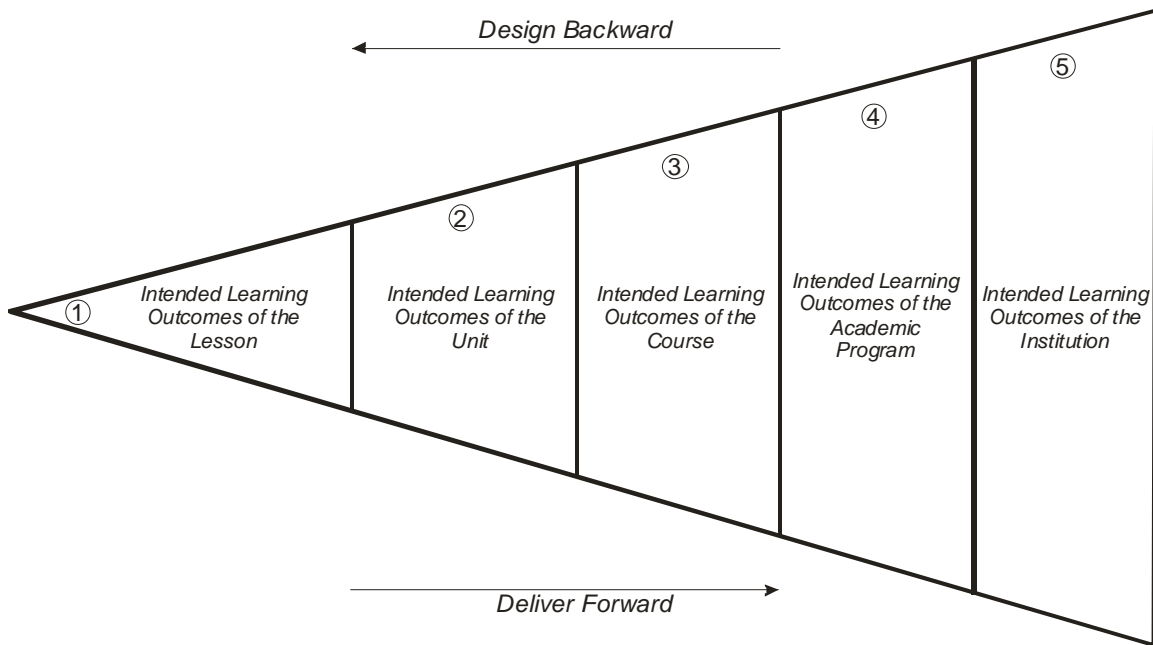 Design Backward
⑤
④
③
②
①
Intended Learning
Outcomes of the
Lesson
Intended Learning
Outcomes of the
Unit
Intended Learning
Outcomes of the
Course
Intended Learning
Outcomes of the
Academic
Program
Intended Learning
Outcomes of the
Institution
Deliver Forward